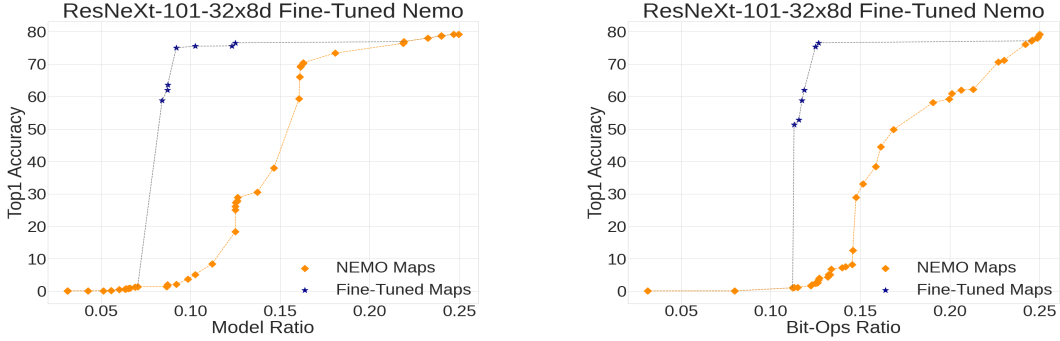 ResNeXt-101-32x8d Fine-Tuned Nemo
80
70
60
50
40
30
20
10
0
Top1 Accuracy
NEMO Maps
Fine-Tuned Maps
0.05 0.10 0.15 0.20 0.25
Model Ratio
ResNeXt-101-32x8d Fine-Tuned Nemo
80
70
60
50
40
30
20
10
0
Top1 Accuracy
NEMO Maps
Fine-Tuned Maps
0.05 0.10 0.15 0.20 0.25
Bit-Ops Ratio